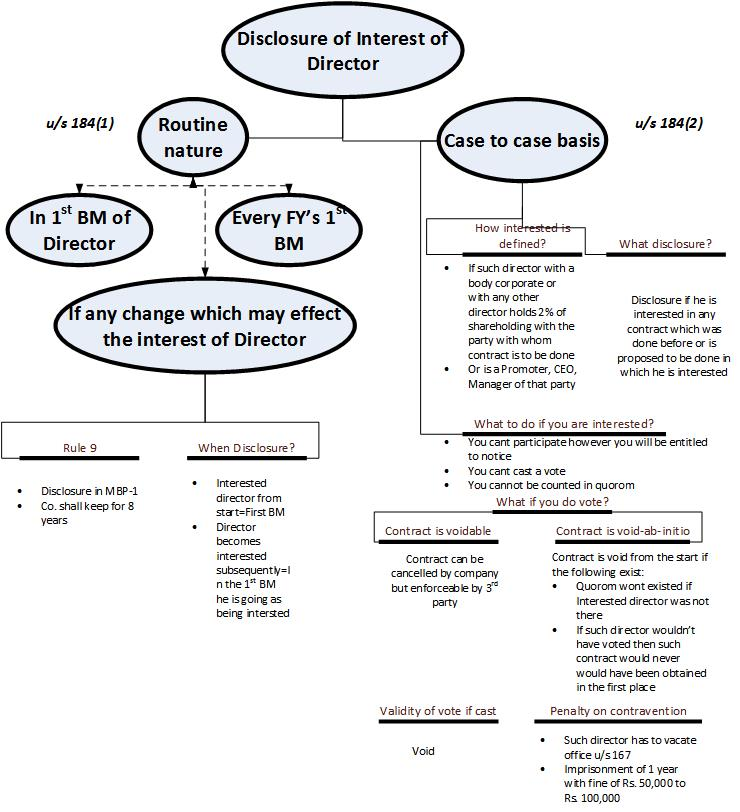 Disclosure of Interest of
Director
u/s 184(1)
Routine
nature
Case to case basis
u/s 184(2)
In 1st BM of
Director
Every FY's 1st
BM
If any change which may effect
the interest of Director
How interested is
defined?
• If such director with a
body corporate or
with any other
director holds 2% of
shareholding with the
party with whom
contract is to be done
• Or is a Promoter, CEO,
Manager of that party
What disclosure?
Disclosure if he is
interested in any
contract which was
done before or is
proposed to be done in
which he is interested
Rule 9
• Disclosure in MBP-1
• Co. shall keep for 8
years
When Disclosure?
• Interested
director from
start=First BM
• Director
becomes
interested
subsequently=I
n the 1st BM
he is going as
being intersted
What to do if you are interested?
• You cant participate however you will be entitled
to notice
• You cant cast a vote
• You cannot be counted in quorom
What if you do vote?
Contract is voidable
Contract can be
cancelled by company
but enforceable by 3rd
party
Contract is void-ab-initio
Contract is void from the start if
the following exist:
• Quorom wont existed if
Interested director was not
there
• If such director wouldn't
have voted then such
contract would never
would have been obtained
in the first place
Validity of vote if cast
Void
Penalty on contravention
• Such director has to vacate
office u/s 167
• Imprisonment of 1 year
with fine of Rs. 50,000 to
Rs. 100,000